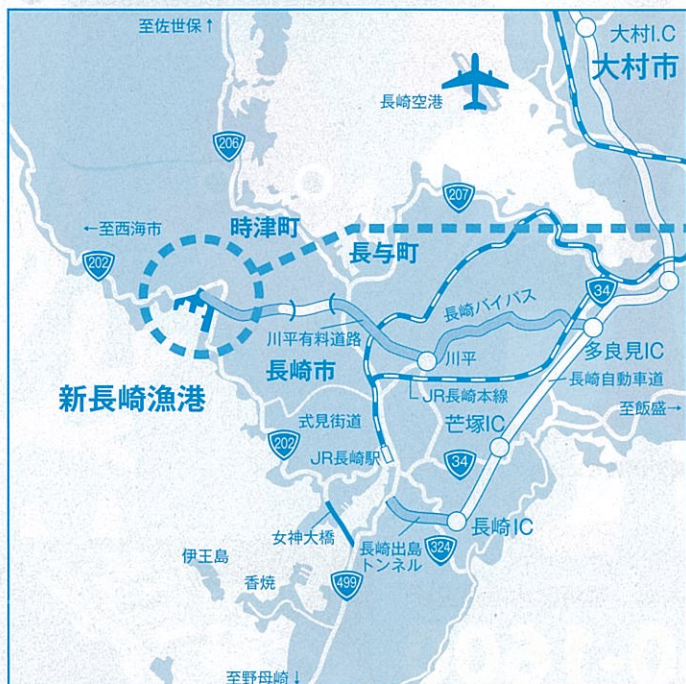 至佐世保↑
大村I.C
大村市
長崎空港
206
207
←至西海市
時津町
長与町
202
34
長崎バイパス
川平有料道路
川平
多良見IC
長崎市
長崎自動車道
新長崎漁港
JR長崎本線
至飯盛→
式見街道
芒塚IC
202
JR長崎駅
34
女神大橋
長崎出島
トンネル
長崎IC
324
伊王島
香焼
499
至野母崎↓